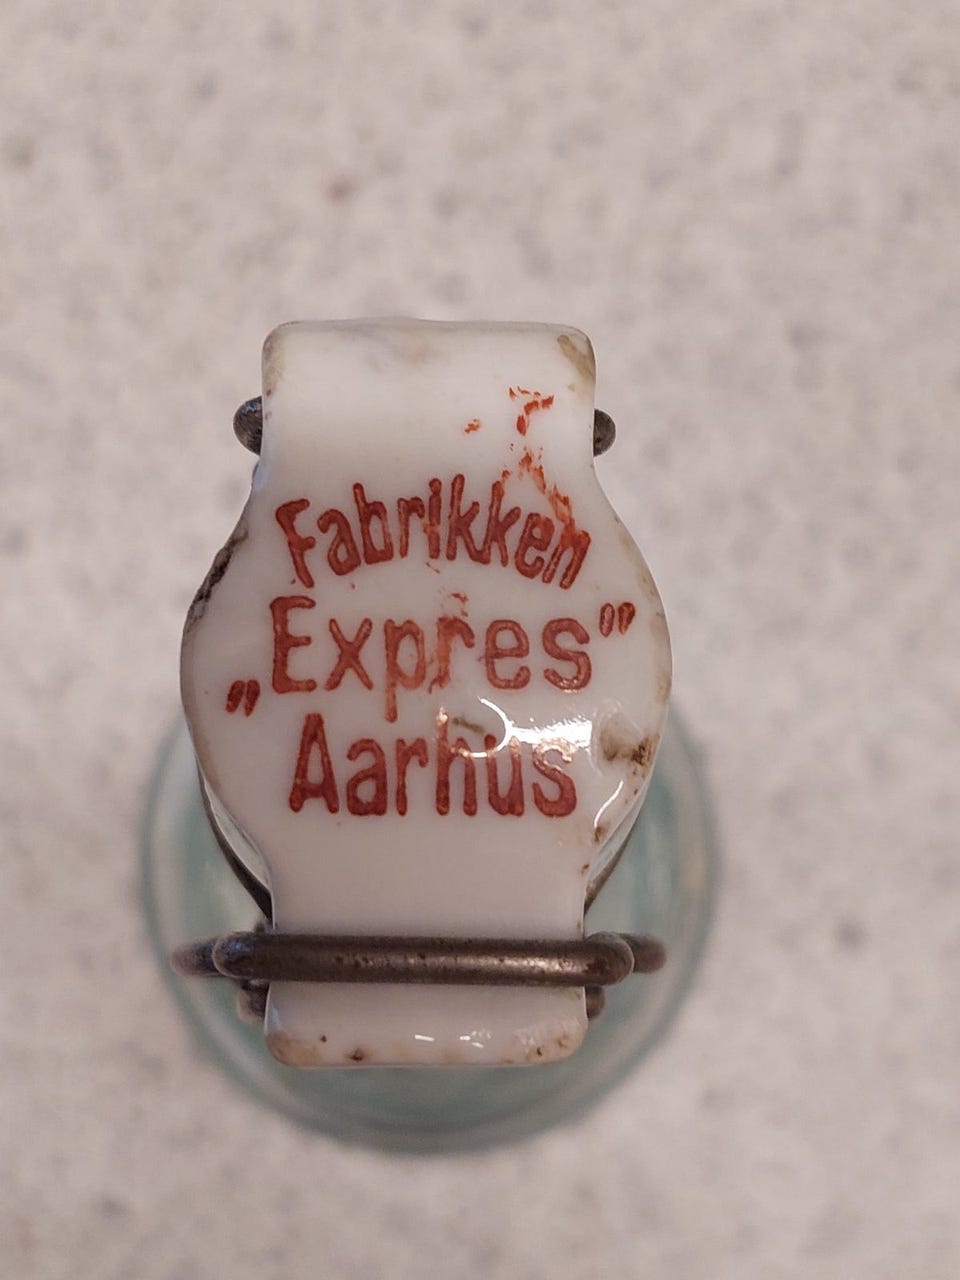 Fabrikken
„Expres”
Aarhus